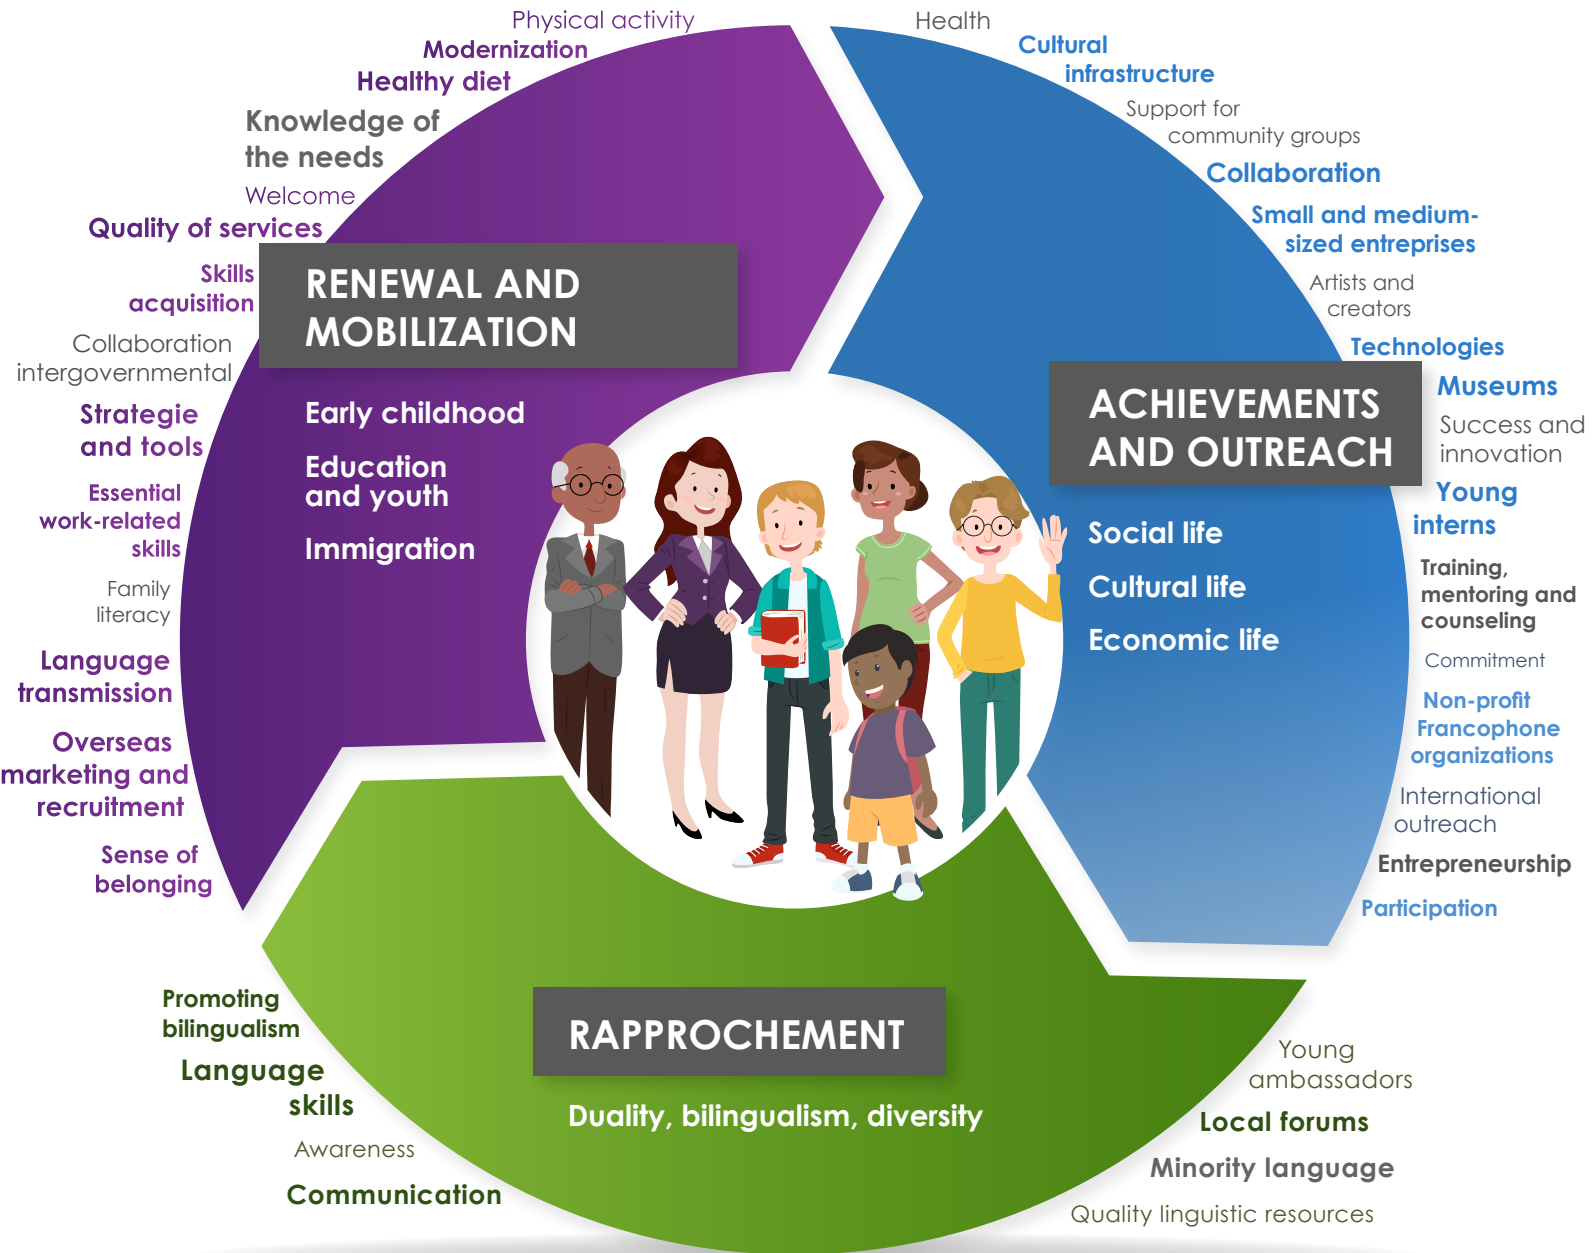 Physical activity
Modernization
Healthy diet
Knowledge of
the needs
Welcome
Quality of services
Skills
acquisition
Collaboration
intergovernmental
Strategie
and tools
Essential
work-related
skills
Family
literacy
Language
transmission
Overseas
marketing and
recruitment
Sense of
belonging
RENEWAL AND
MOBILIZATION
Early childhood
Education
and youth
Immigration
Health
Cultural
infrastructure
Support for
community groups
Collaboration
Small and medium-
sized entreprises
Artists and
creators
Technologies
Museums
Success and
innovation
Young
interns
Training,
mentoring and
counseling
Commitment
Non-profit
Francophone
organizations
International
outreach
Entrepreneurship
Participation
ACHIEVEMENTS
AND OUTREACH
Social life
Cultural life
Economic life
Promoting
bilingualism
Language
skills
Awareness
Communication
RAPPROCHEMENT
Duality, bilingualism, diversity
Young
ambassadors
Local forums
Minority language
Quality linguistic resources